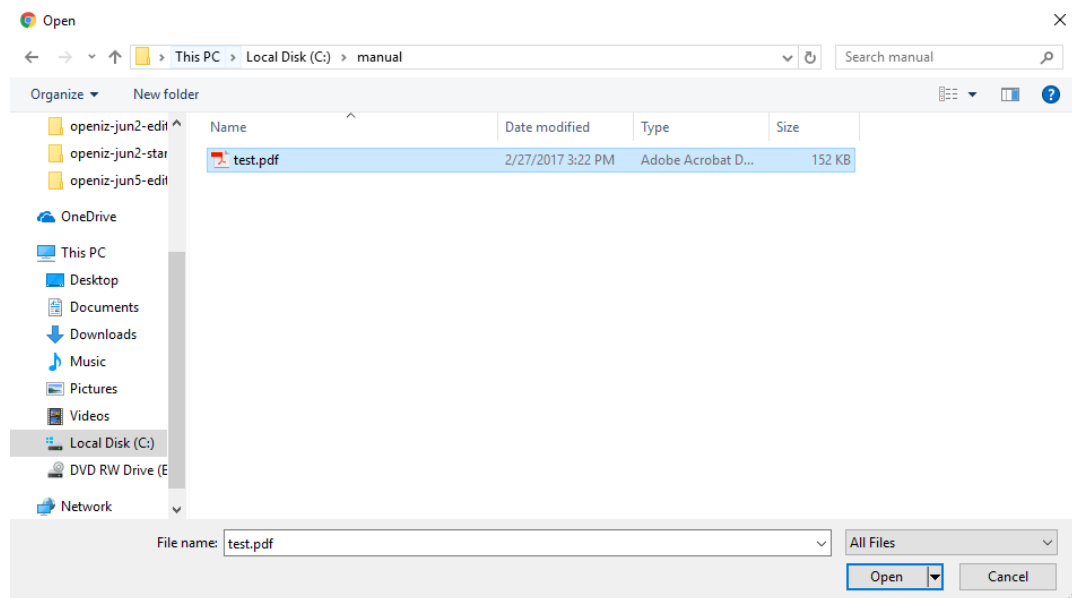 Open
This PC > Local Disk (C:) > manual
Search manual
Organize
New folder
Name
Date modified
Type
Size
test.pdf
2/27/2017 3:22 PM
Adobe Acrobat D...
152 KB
openiz-jun2-edit
openiz-jun2-star
openiz-jun5-edit
OneDrive
This PC
Desktop
Documents
Downloads
Music
Pictures
Videos
Local Disk (C:)
DVD RW Drive (E
Network
File name: test.pdf
All Files
Open
Cancel